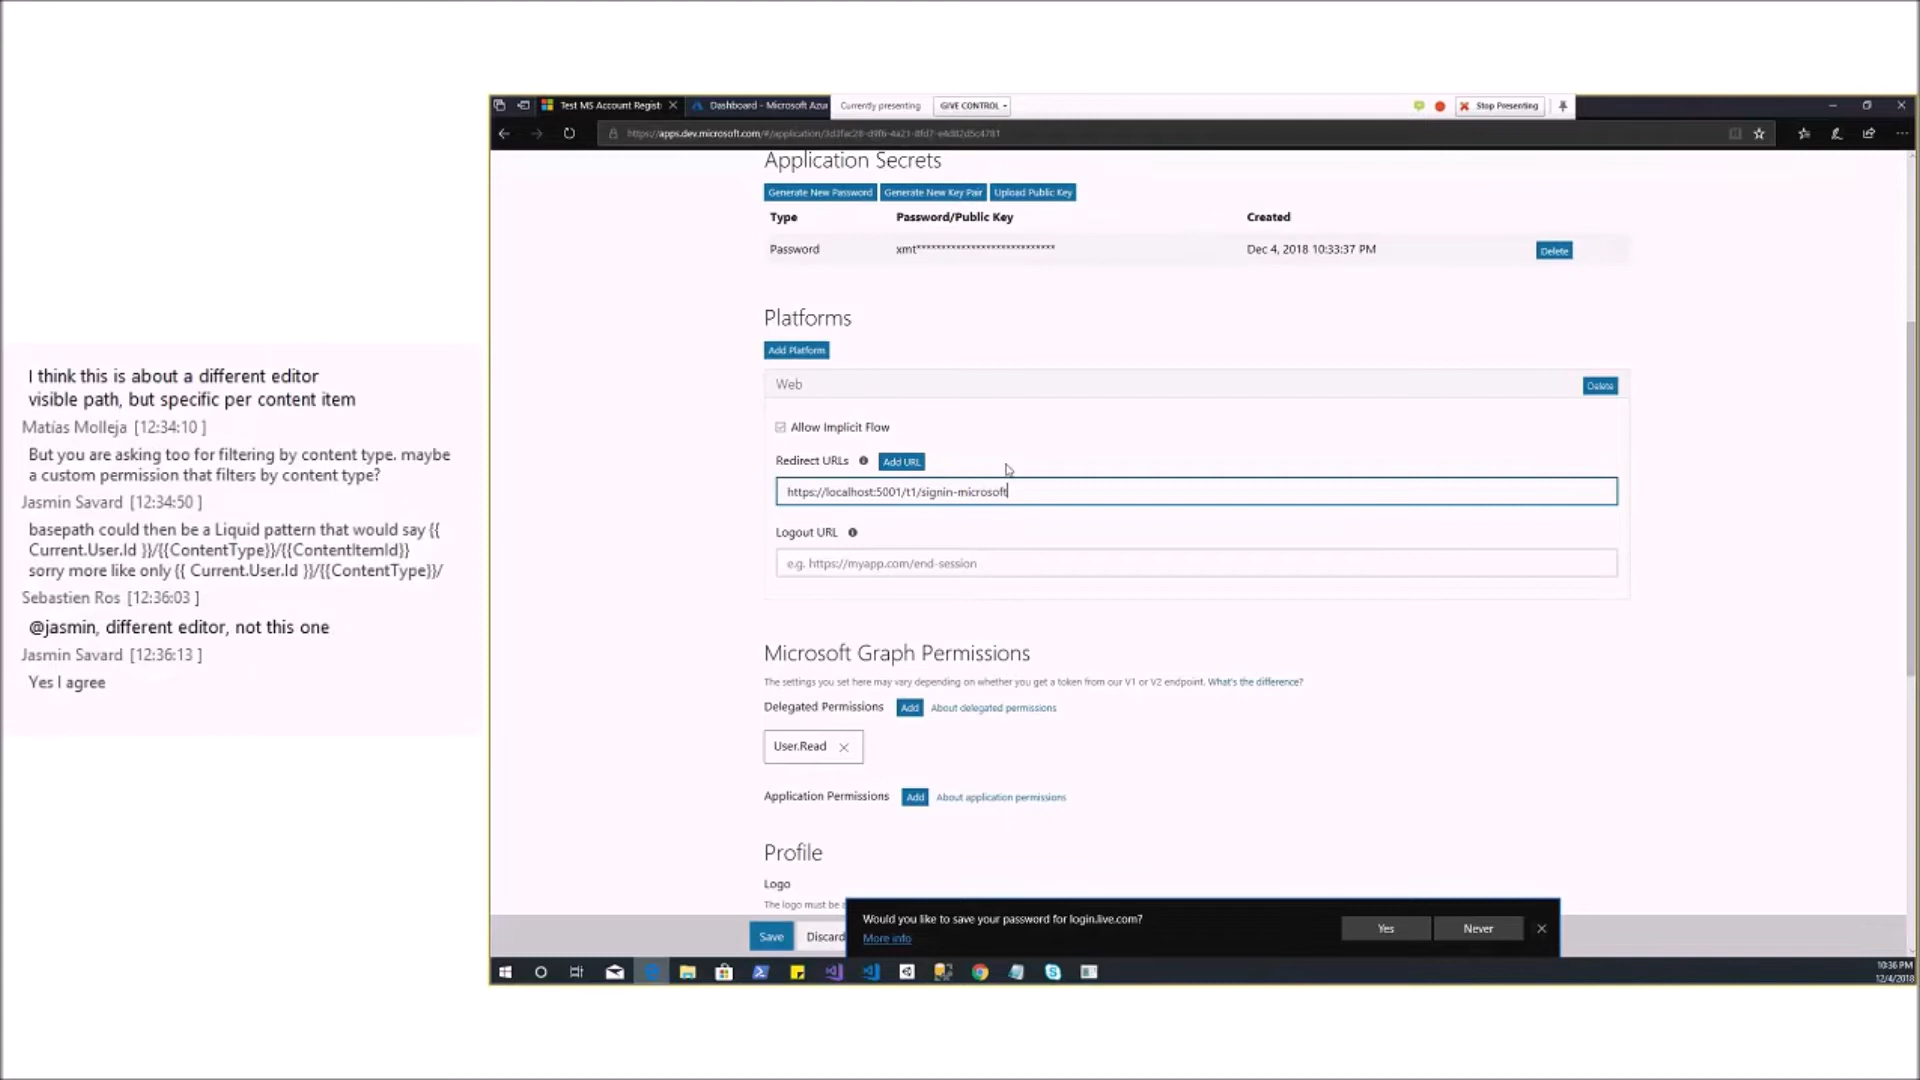 I think this is about a different editor
visible path, but specific per content item
Matías Molleja [12:34:10 ]
But you are asking too for filtering by content type. maybe
a custom permission that filters by content type?
Jasmin Savard [12:34:50 ]
basepath could then be a Liquid pattern that would say {{
Current.User.Id }}/{{ContentType}}/{{ContentItemId}}
sorry more like only {{ Current.User.Id }}/{{ContentType}}/
Sebastien Ros [12:36:03 ]
@jasmin, different editor, not this one
Jasmin Savard [12:36:13 ]
Yes I agree
Test MS Account Regist
Dashboard - Microsoft Azu
Currently presenting
GIVE CONTROL
Stop Presenting
Application Secrets
Generate New Password
Generate New Key Pair
Upload Public Key
Type Password/Public Key Created
Password xmt**************************** Dec 4, 2018 10:33:37 PM Delete
Platforms
Add Platform
Web Delete
Allow Implicit Flow
Redirect URLs Add URL
https://localhost:5001/t1/signin-microsoft
Logout URL
e.g. https://myapp.com/end-session
Microsoft Graph Permissions
The settings you set here may vary depending on whether you get a token from our V1 or V2 endpoint. What's the difference?
Delegated Permissions Add About delegated permissions
User.Read
Application Permissions Add About application permissions
Profile
Logo
The logo must be
Save Discard
Would you like to save your password for login.live.com?
More info
Yes
Never
10:36 PM
12/4/2018